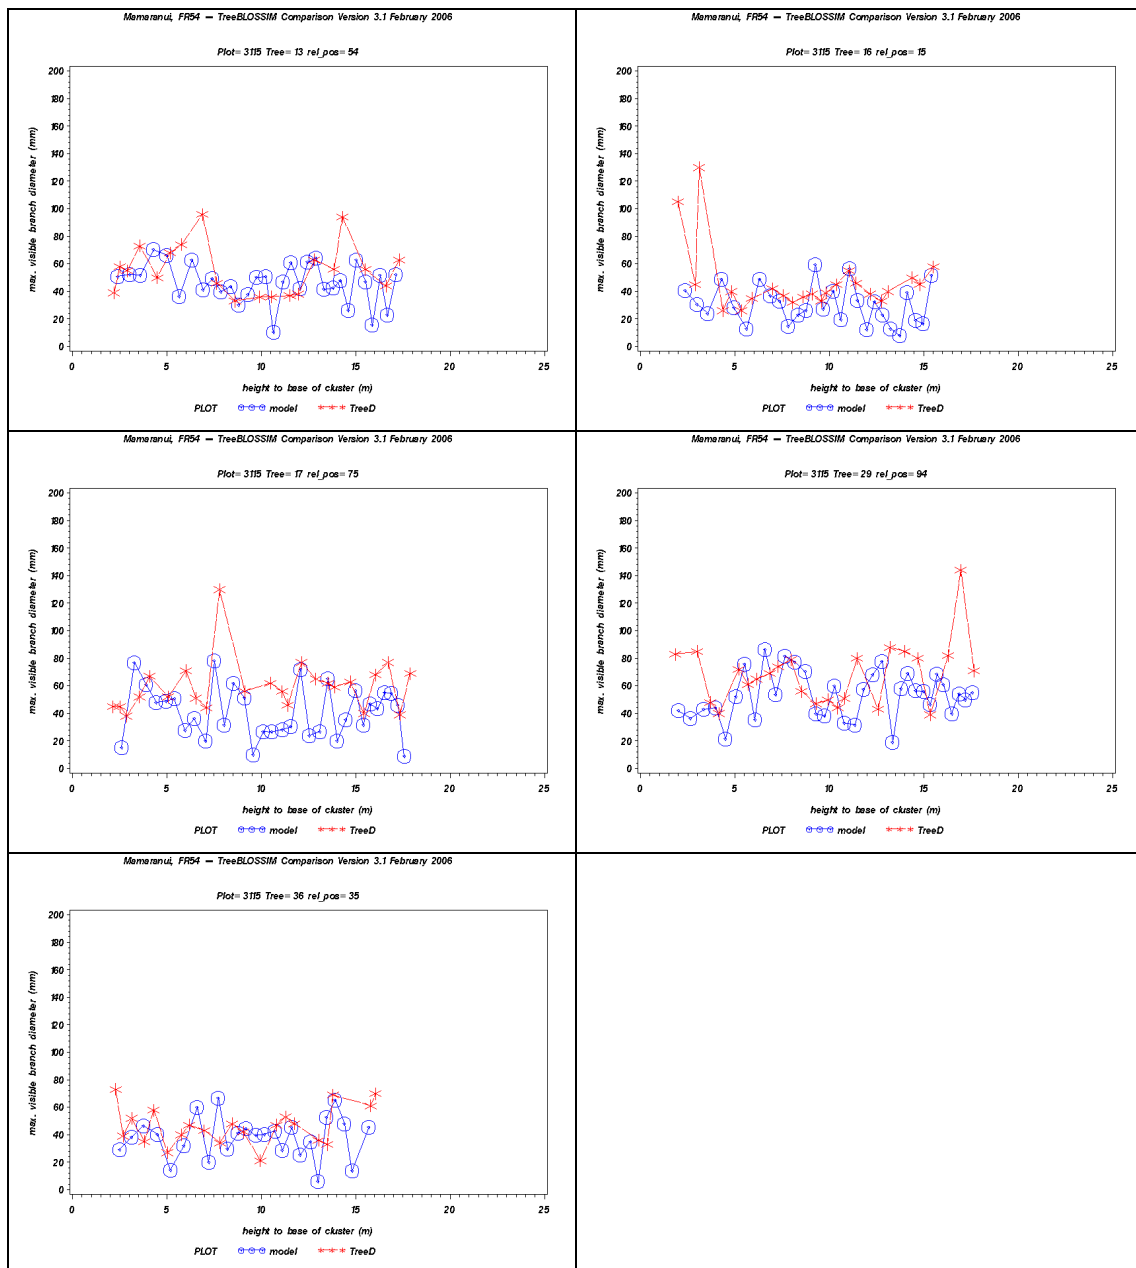 Mamaranui, FR54 — TreeBLOSSIM Comparison Version 3.1 February 2006
Plot= 3115 Tree= 13 rel_pos= 54
200
180
160
140
120
100
80
60
40
20
0
max. visible branch diameter (mm)
0 5 10 15 20 25
height to base of cluster (m)
PLOT model TreeD
Mamaranui, FR54 — TreeBLOSSIM Comparison Version 3.1 February 2006
Plot= 3115 Tree= 16 rel_pos= 15
200
180
160
140
120
100
80
60
40
20
0
max. visible branch diameter (mm)
0 5 10 15 20 25
height to base of cluster (m)
PLOT model TreeD
Mamaranui, FR54 — TreeBLOSSIM Comparison Version 3.1 February 2006
Plot= 3115 Tree= 17 rel_pos= 75
200
180
160
140
120
100
80
60
40
20
0
max. visible branch diameter (mm)
0 5 10 15 20 25
height to base of cluster (m)
PLOT model TreeD
Mamaranui, FR54 — TreeBLOSSIM Comparison Version 3.1 February 2006
Plot= 3115 Tree= 29 rel_pos= 94
200
180
160
140
120
100
80
60
40
20
0
max. visible branch diameter (mm)
0 5 10 15 20 25
height to base of cluster (m)
PLOT model TreeD
Mamaranui, FR54 — TreeBLOSSIM Comparison Version 3.1 February 2006
Plot= 3115 Tree= 36 rel_pos= 35
200
180
160
140
120
100
80
60
40
20
0
max. visible branch diameter (mm)
0 5 10 15 20 25
height to base of cluster (m)
PLOT model TreeD